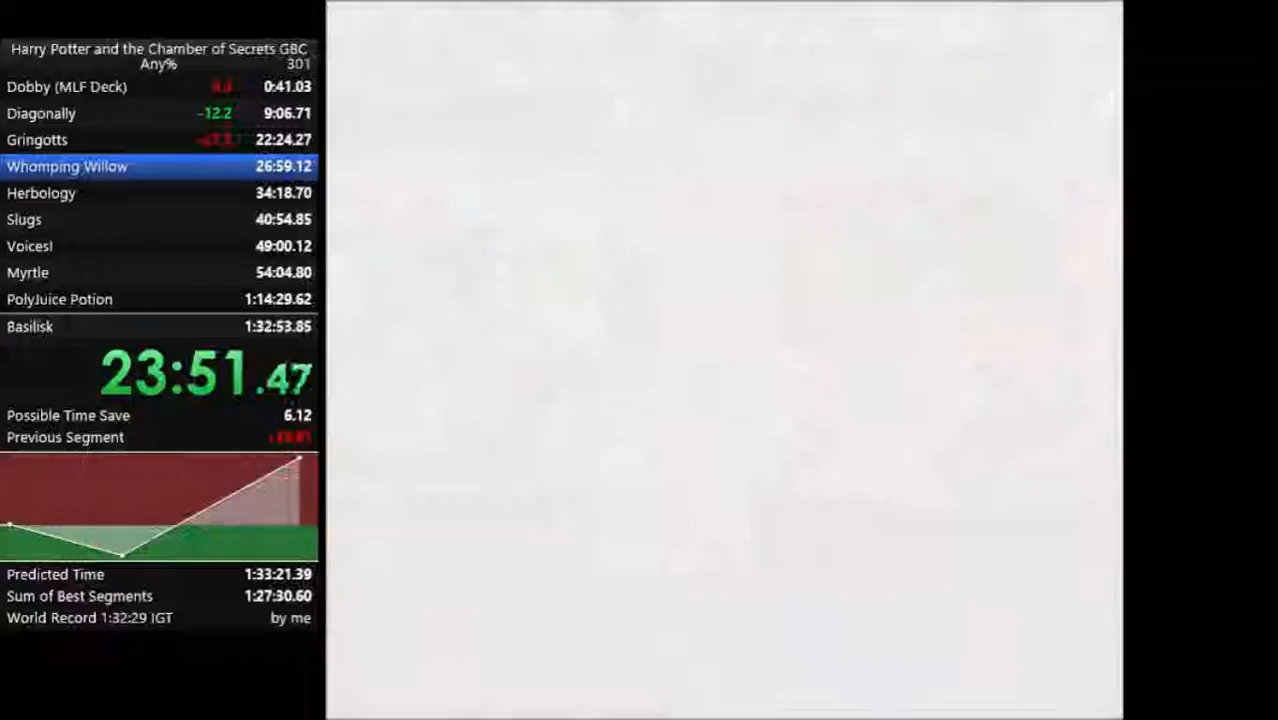 Harry Potter and the Chamber of Secrets GBC
Any% 301
Dobby (MLF Deck) 0:41.03
Diagonally -12.2 9:06.71
Gringotts 22:24.27
Whomping Willow 26:59.12
Herbology 34:18.70
Slugs 40:54.85
Voices! 49:00.12
Myrtle 54:04.80
PolyJuice Potion 1:14:29.62
Basilisk 1:32:53.85
23:51.47
Possible Time Save 6.12
Previous Segment
Predicted Time 1:33:21.39
Sum of Best Segments 1:27:30.60
World Record 1:32:29 IGT by me